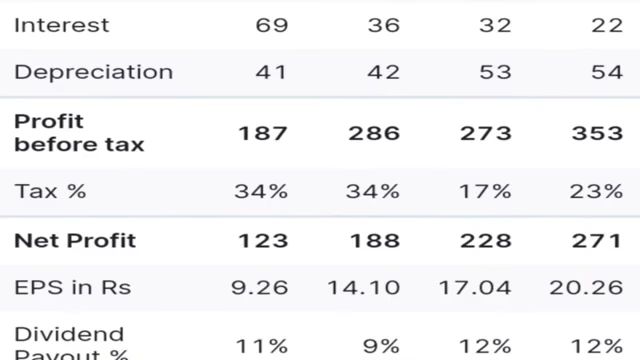 Interest 69 36 32 22
Depreciation 41 42 53 54
Profit
before tax 187 286 273 353
Tax % 34% 34% 17% 23%
Net Profit 123 188 228 271
EPS in Rs 9.26 14.10 17.04 20.26
Dividend
Payout % 11% 9% 12% 12%